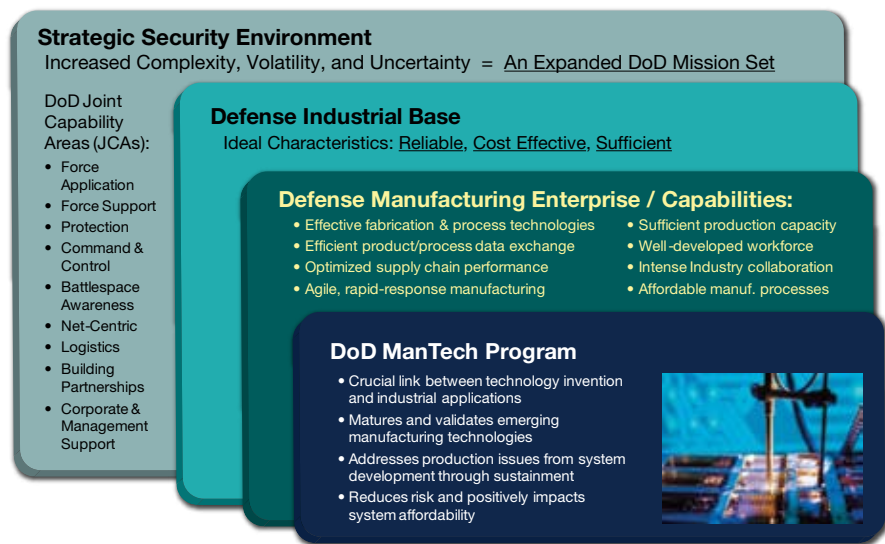 Strategic Security Environment
Increased Complexity, Volatility, and Uncertainty = An Expanded DoD Mission Set
DoD Joint
Capability
Areas (JCAs):
• Force
Application
• Force Support
• Protection
• Command &
Control
• Battlespace
Awareness
• Net-Centric
• Logistics
• Building
Partnerships
• Corporate &
Management
Support
Defense Industrial Base
Ideal Characteristics: Reliable, Cost Effective, Sufficient
Defense Manufacturing Enterprise / Capabilities:
• Effective fabrication & process technologies
• Efficient product/process data exchange
• Optimized supply chain performance
• Agile, rapid-response manufacturing
• Sufficient production capacity
• Well-developed workforce
• Intense Industry collaboration
• Affordable manuf. processes
DoD ManTech Program
• Crucial link between technology invention
and industrial applications
• Matures and validates emerging
manufacturing technologies
• Addresses production issues from system
development through sustainment
• Reduces risk and positively impacts
system affordability